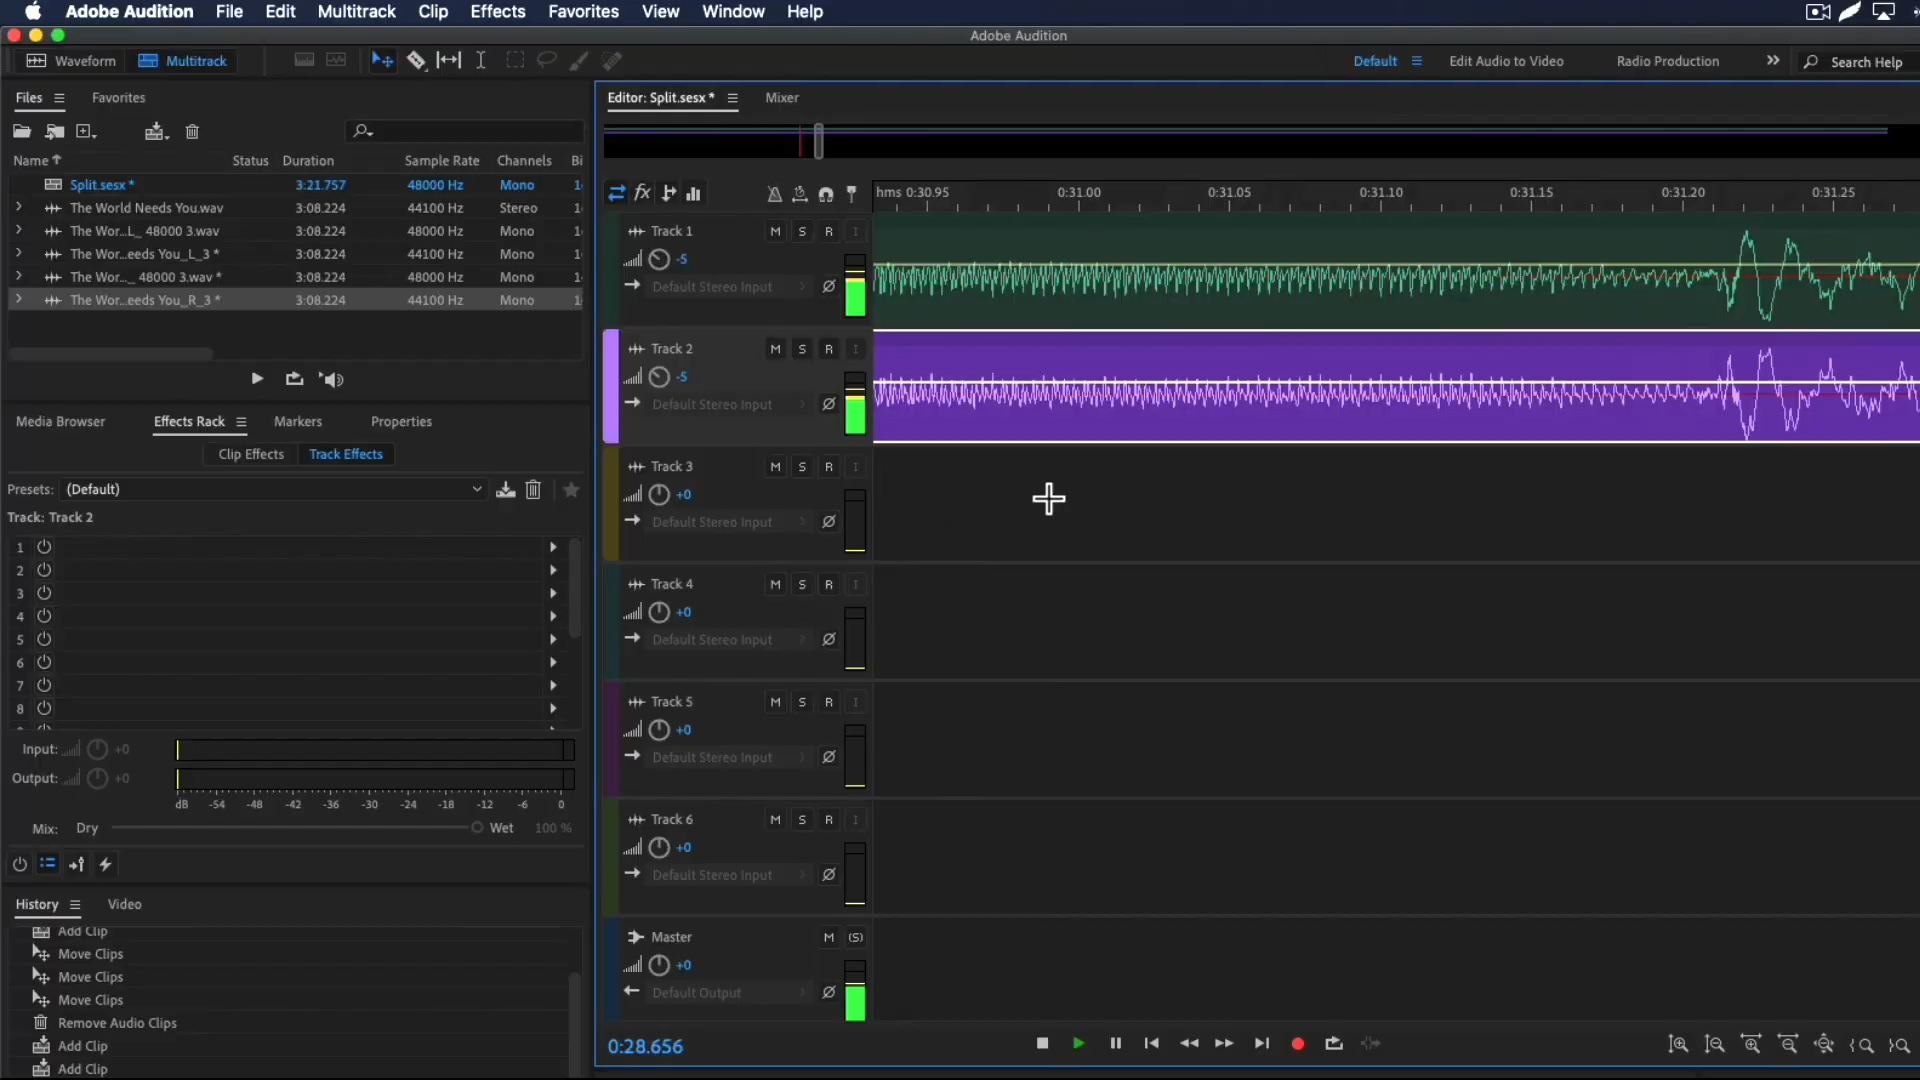 Adobe Audition File Edit Multitrack Clip Effects Favorites View Window Help
Adobe Audition
Waveform Multitrack Default Edit Audio to Video Radio Production Search Help
Files Favorites Editor: Split.sesx * Mixer
Name Status Duration Sample Rate Channels Bi
Split.sesx * 3:21.757 48000 Hz Mono 1
The World Needs You.wav 3:08.224 44100 Hz Stereo 1
The Wor...L_ 48000 3.wav 3:08.224 48000 Hz Mono 1
The Wor...eeds You_L_3 * 3:08.224 44100 Hz Mono 1
The Wor..._ 48000 3.wav * 3:08.224 48000 Hz Mono 1
The Wor...eeds You_R_3 * 3:08.224 44100 Hz Mono 1
Media Browser Effects Rack Markers Properties
Clip Effects Track Effects
Presets: (Default)
Track: Track 2
1
2
3
4
5
6
7
8
Input: +0
Output: +0
dB -54 -48 -42 -36 -30 -24 -18 -12 -6 0
Mix: Dry Wet 100 %
History Video
Add Clip
Move Clips
Move Clips
Move Clips
Remove Audio Clips
Add Clip
Add Clip
fx hms 0:30.95 0:31.00 0:31.05 0:31.10 0:31.15 0:31.20 0:31.25
Track 1 M S R I
-5
Default Stereo Input
Track 2 M S R I
-5
Default Stereo Input
Track 3 M S R I
+0
Default Stereo Input
Track 4 M S R I
+0
Default Stereo Input
Track 5 M S R I
+0
Default Stereo Input
Track 6 M S R I
+0
Default Stereo Input
Master M (S)
+0
Default Output
0:28.656